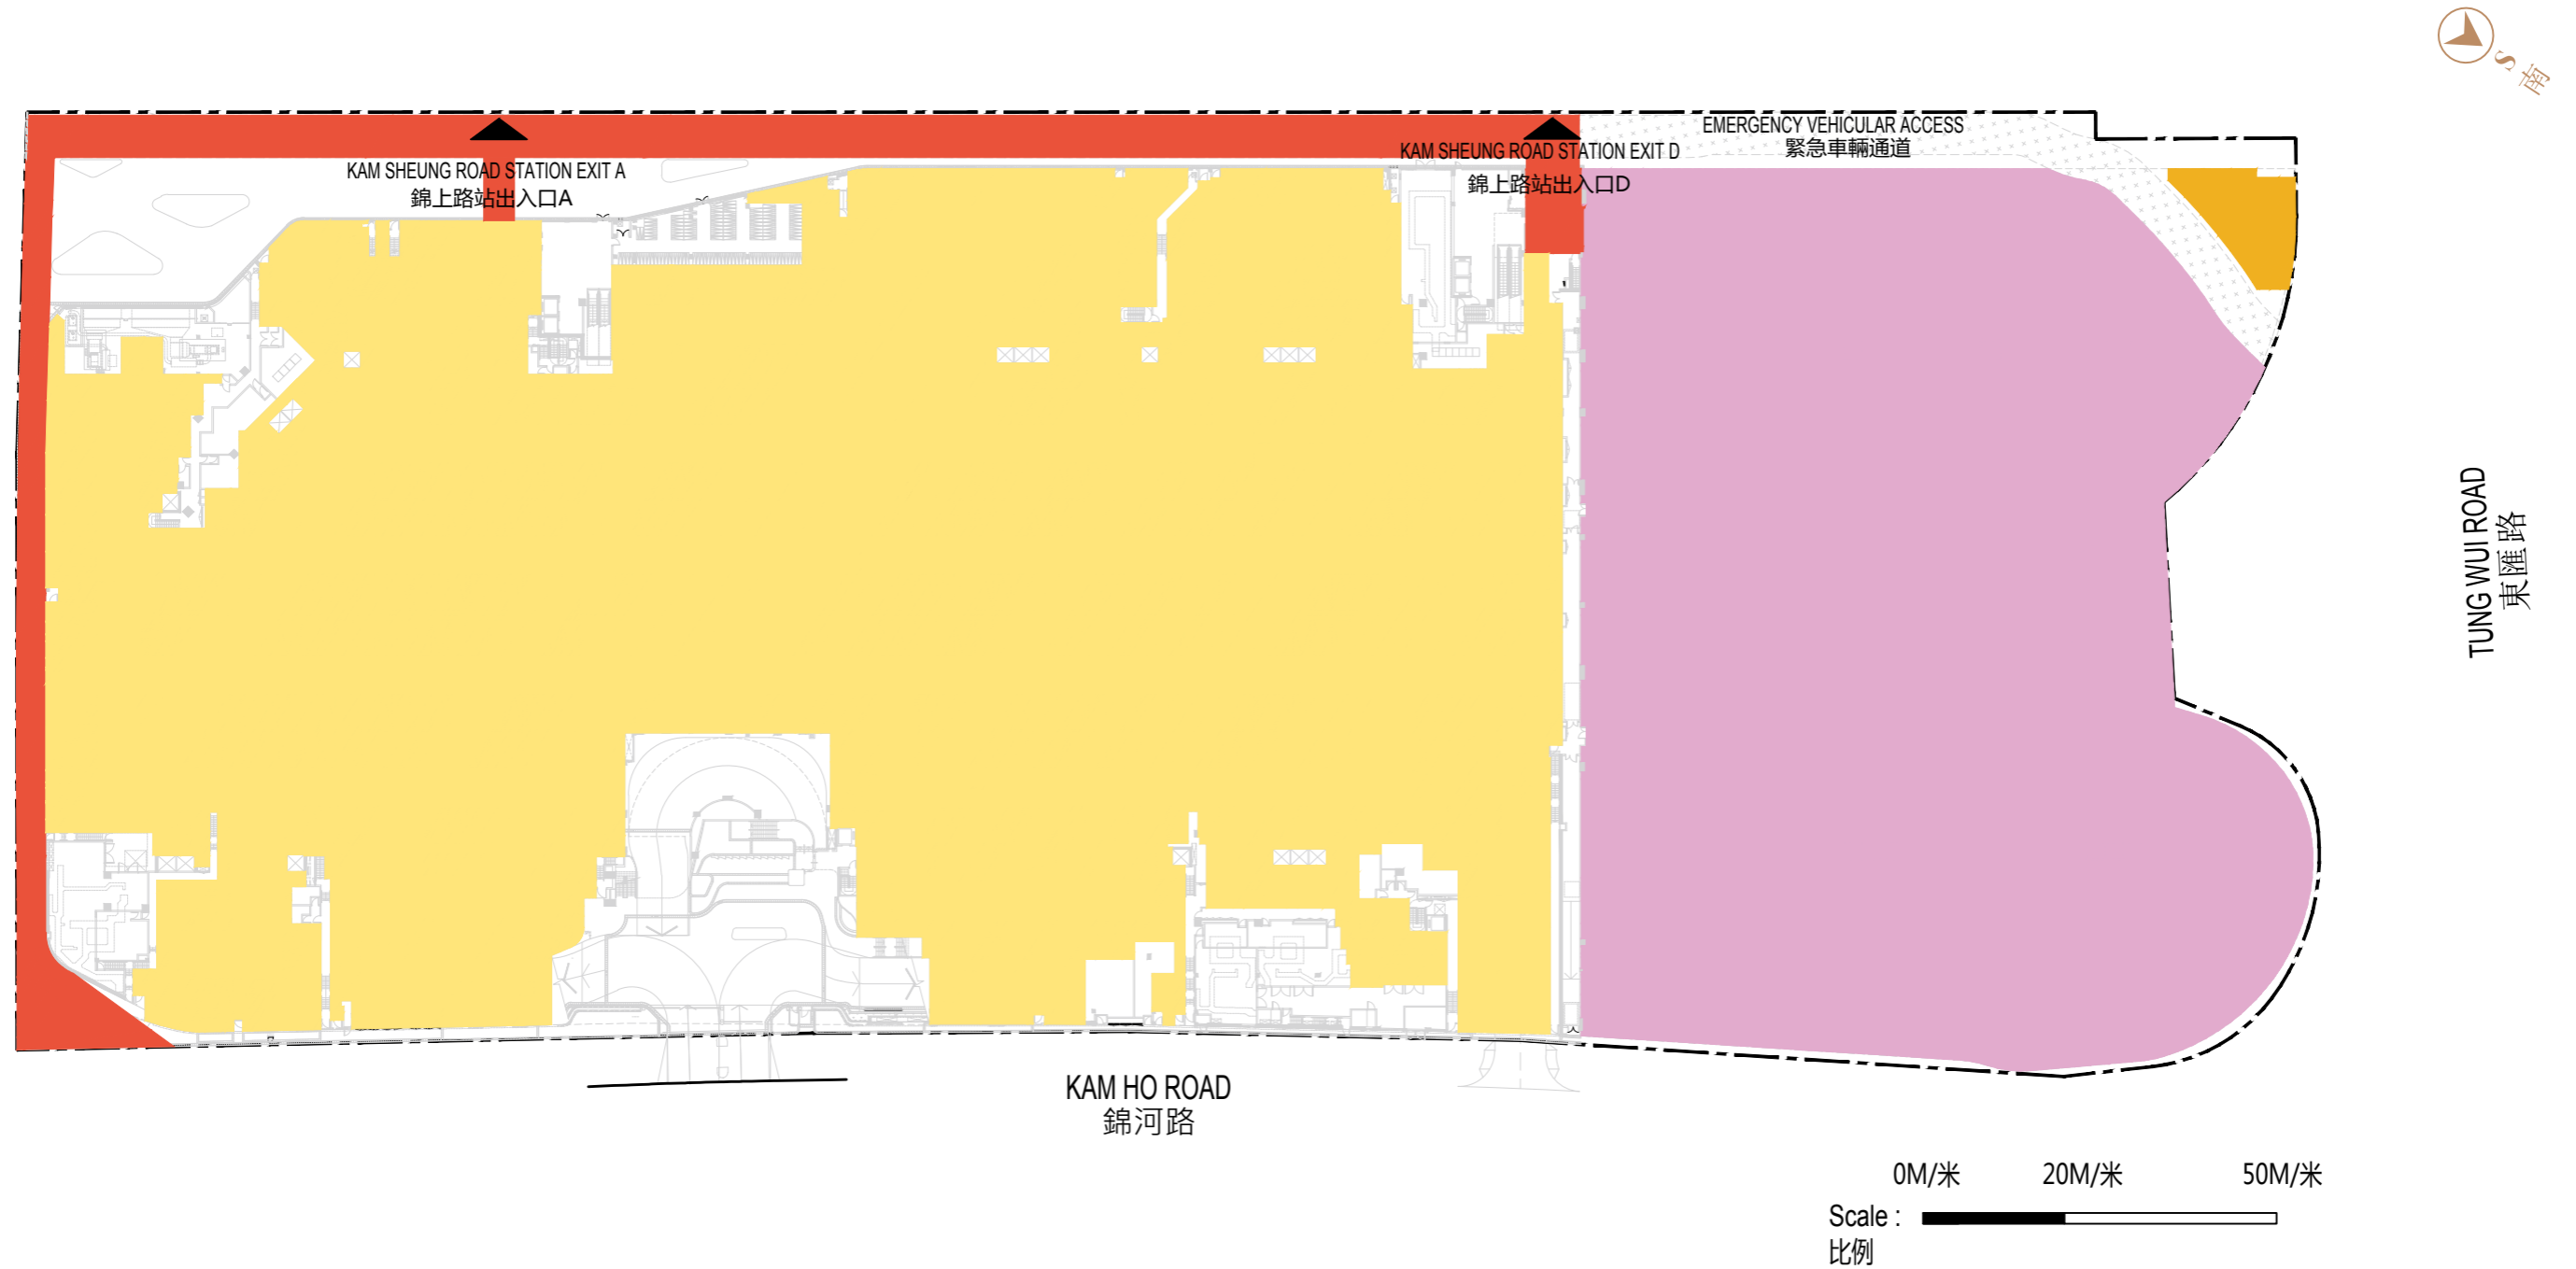 S 南
EMERGENCY VEHICULAR ACCESS
緊急車輛通道
KAM SHEUNG ROAD STATION EXIT A
錦上路站出入口A
KAM SHEUNG ROAD STATION EXIT D
錦上路站出入口D
TUNG WUI ROAD
東匯路
KAM HO ROAD
錦河路
0M/米 20M/米 50M/米
Scale :
比例